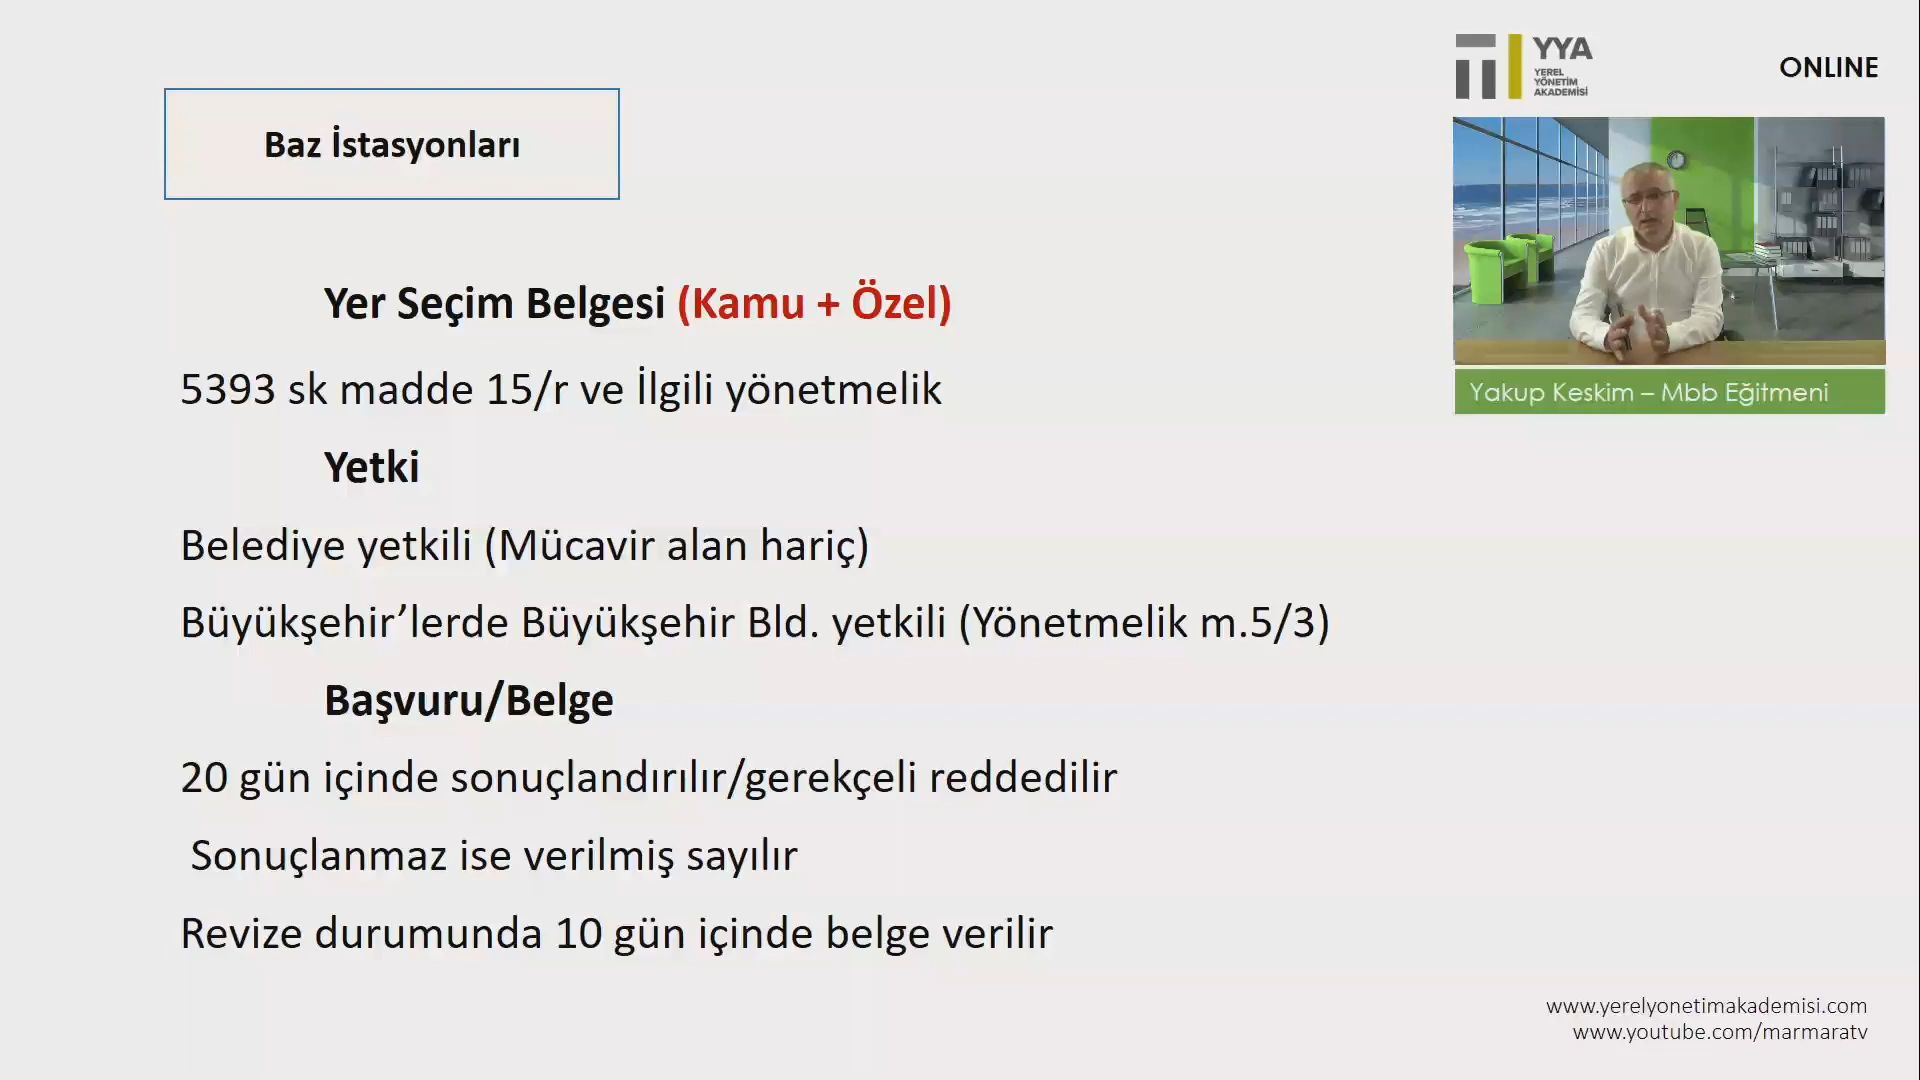 YYA
YEREL
YÖNETİM
AKADEMİSİ
ONLINE
Baz İstasyonları
Yer Seçim Belgesi (Kamu + Özel)
5393 sk madde 15/r ve İlgili yönetmelik
Yetki
Belediye yetkili (Mücavir alan hariç)
Büyükşehir’lerde Büyükşehir Bld. yetkili (Yönetmelik m.5/3)
Başvuru/Belge
20 gün içinde sonuçlandırılır/gerekçeli reddedilir
Sonuçlanmaz ise verilmiş sayılır
Revize durumunda 10 gün içinde belge verilir
Yakup Keskim – Mbb Eğitmeni
www.yerelyonetimakademisi.com
www.youtube.com/marmaratv